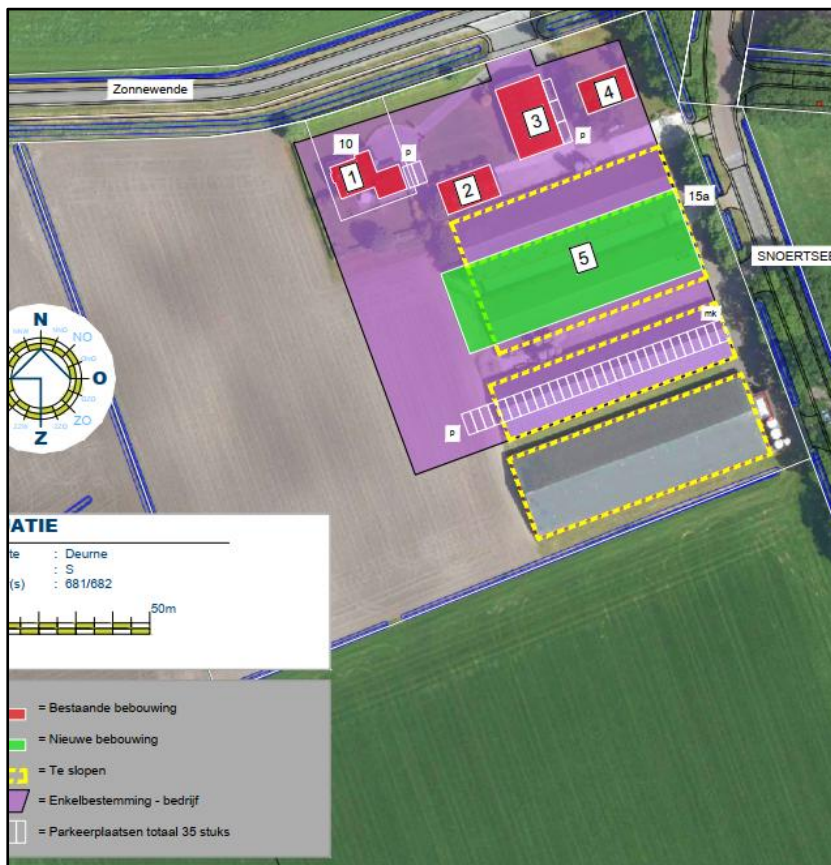 Zonnewende
10
1
p
2
3
p
4
15a
SNOERTSEB
5
mk
p
N
NO
O
ZO
Z
ATIE
te : Deurne
: S
(s) : 681/682
50m
= Bestaande bebouwing
= Nieuwe bebouwing
= Te slopen
= Enkelbestemming - bedrijf
= Parkeerplaatsen totaal 35 stuks